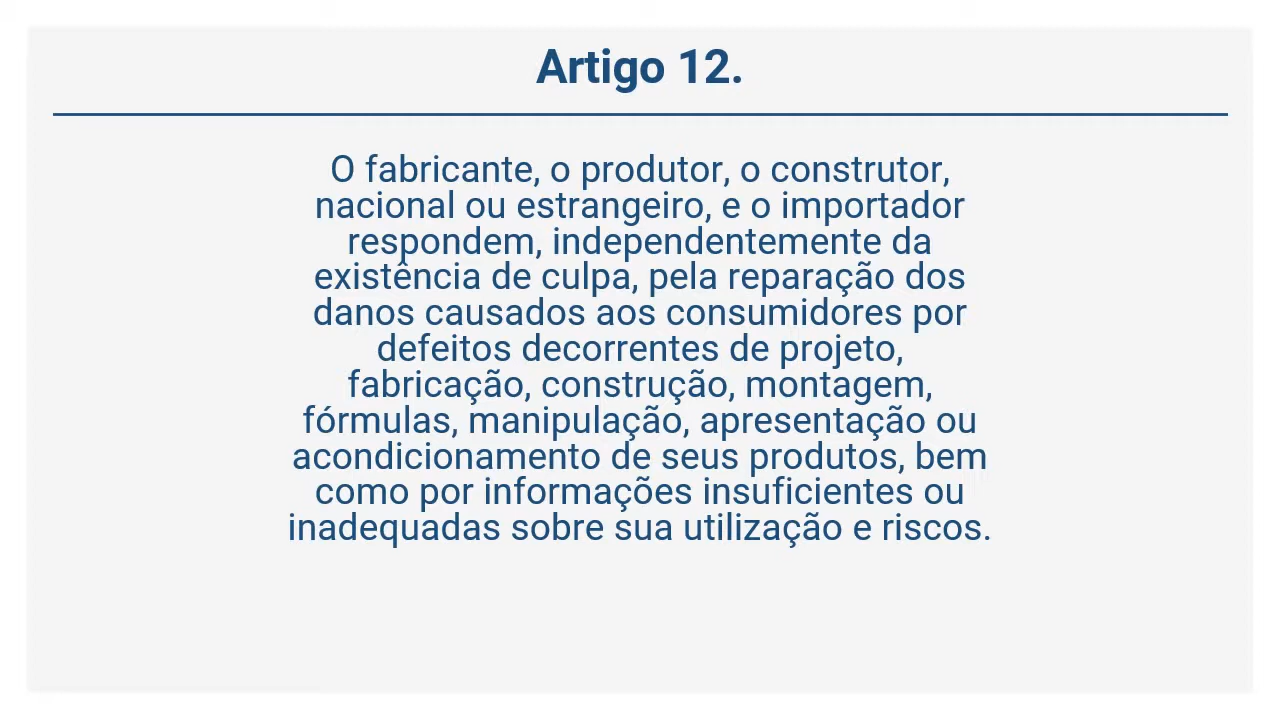 Artigo 12.
O fabricante, o produtor, o construtor,
nacional ou estrangeiro, e o importador
respondem, independentemente da
existência de culpa, pela reparação dos
danos causados aos consumidores por
defeitos decorrentes de projeto,
fabricação, construção, montagem,
fórmulas, manipulação, apresentação ou
acondicionamento de seus produtos, bem
como por informações insuficientes ou
inadequadas sobre sua utilização e riscos.